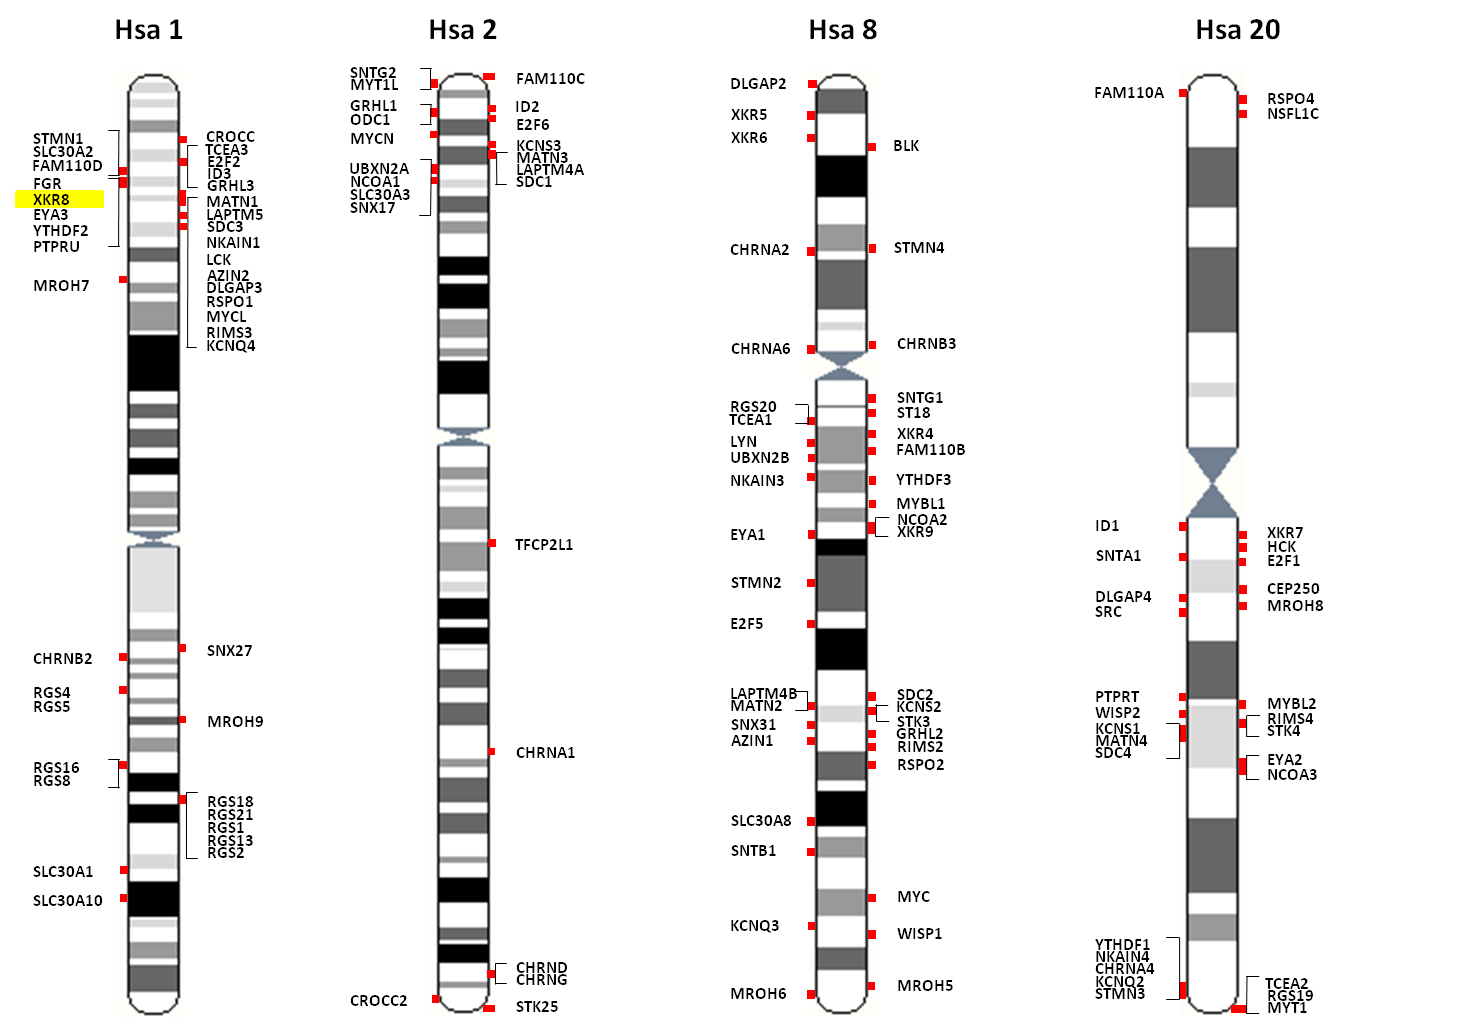 Hsa 1
STMN1
SLC30A2
FAM110D
FGR
XKR8
EYA3
YTHDF2
PTPRU
MROH7
CHRNB2
RGS4
RGS5
RGS16
RGS8
SLC30A1
SLC30A10
CROCC
TCEA3
E2F2
ID3
GRHL3
MATN1
LAPTM5
SDC3
NKAIN1
LCK
AZIN2
DLGAP3
RSPO1
MYCL
RIMS3
KCNQ4
SNX27
MROH9
RGS18
RGS21
RGS1
RGS13
RGS2
Hsa 2
SNTG2
MYT1L
GRHL1
ODC1
MYCN
UBXN2A
NCOA1
SLC30A3
SNX17
CROCC2
FAM110C
ID2
E2F6
KCNS3
MATN3
LAPTM4A
SDC1
TFCP2L1
CHRNA1
CHRND
CHRNG
STK25
Hsa 8
DLGAP2
XKR5
XKR6
CHRNA2
CHRNA6
RGS20
TCEA1
LYN
UBXN2B
NKAIN3
EYA1
STMN2
E2F5
LAPTM4B
MATN2
SNX31
AZIN1
SLC30A8
SNTB1
KCNQ3
MROH6
BLK
STMN4
CHRNB3
SNTG1
ST18
XKR4
FAM110B
YTHDF3
MYBL1
NCOA2
XKR9
SDC2
KCNS2
STK3
GRHL2
RIMS2
RSPO2
MYC
WISP1
MROH5
Hsa 20
FAM110A
ID1
SNTA1
DLGAP4
SRC
PTPRT
WISP2
KCNS1
MATN4
SDC4
YTHDF1
NKAIN4
CHRNA4
KCNQ2
STMN3
RSPO4
NSFL1C
XKR7
HCK
E2F1
CEP250
MROH8
MYBL2
RIMS4
STK4
EYA2
NCOA3
TCEA2
RGS19
MYT1